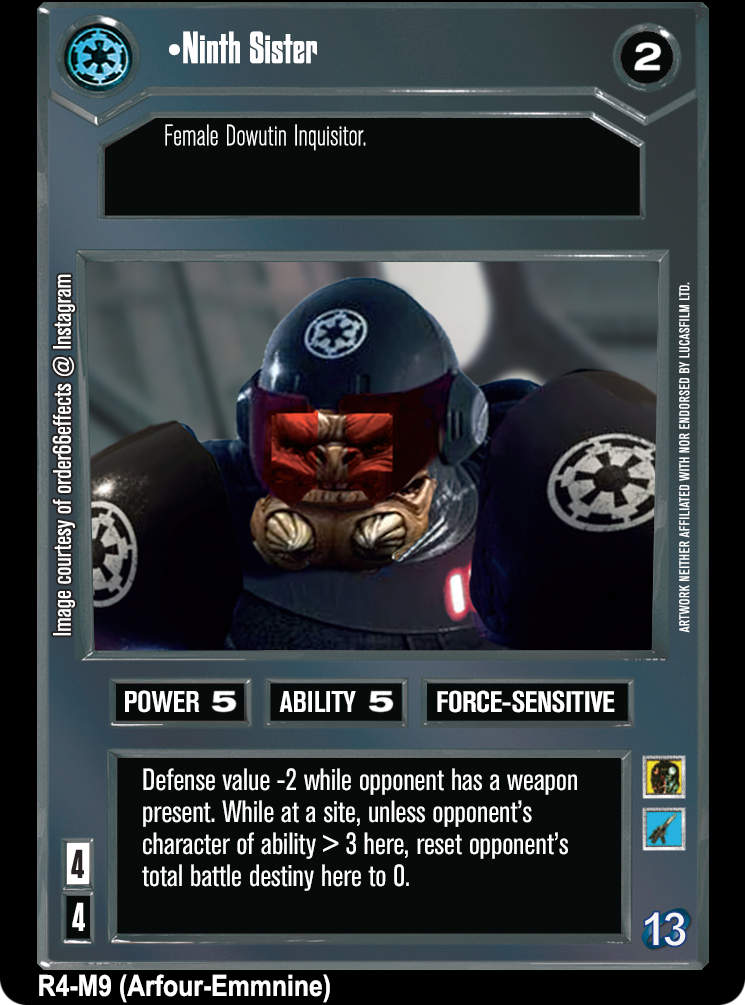 •Ninth Sister
2
Female Dowutin Inquisitor.
Image courtesy of order66effects @ Instagram
ARTWORK NEITHER AFFILIATED WITH NOR ENDORSED BY LUCASFILM LTD.
POWER 5
ABILITY 5
FORCE-SENSITIVE
Defense value -2 while opponent has a weapon
present. While at a site, unless opponent's
character of ability > 3 here, reset opponent's
total battle destiny here to 0.
4
4
13
R4-M9 (Arfour-Emmnine)